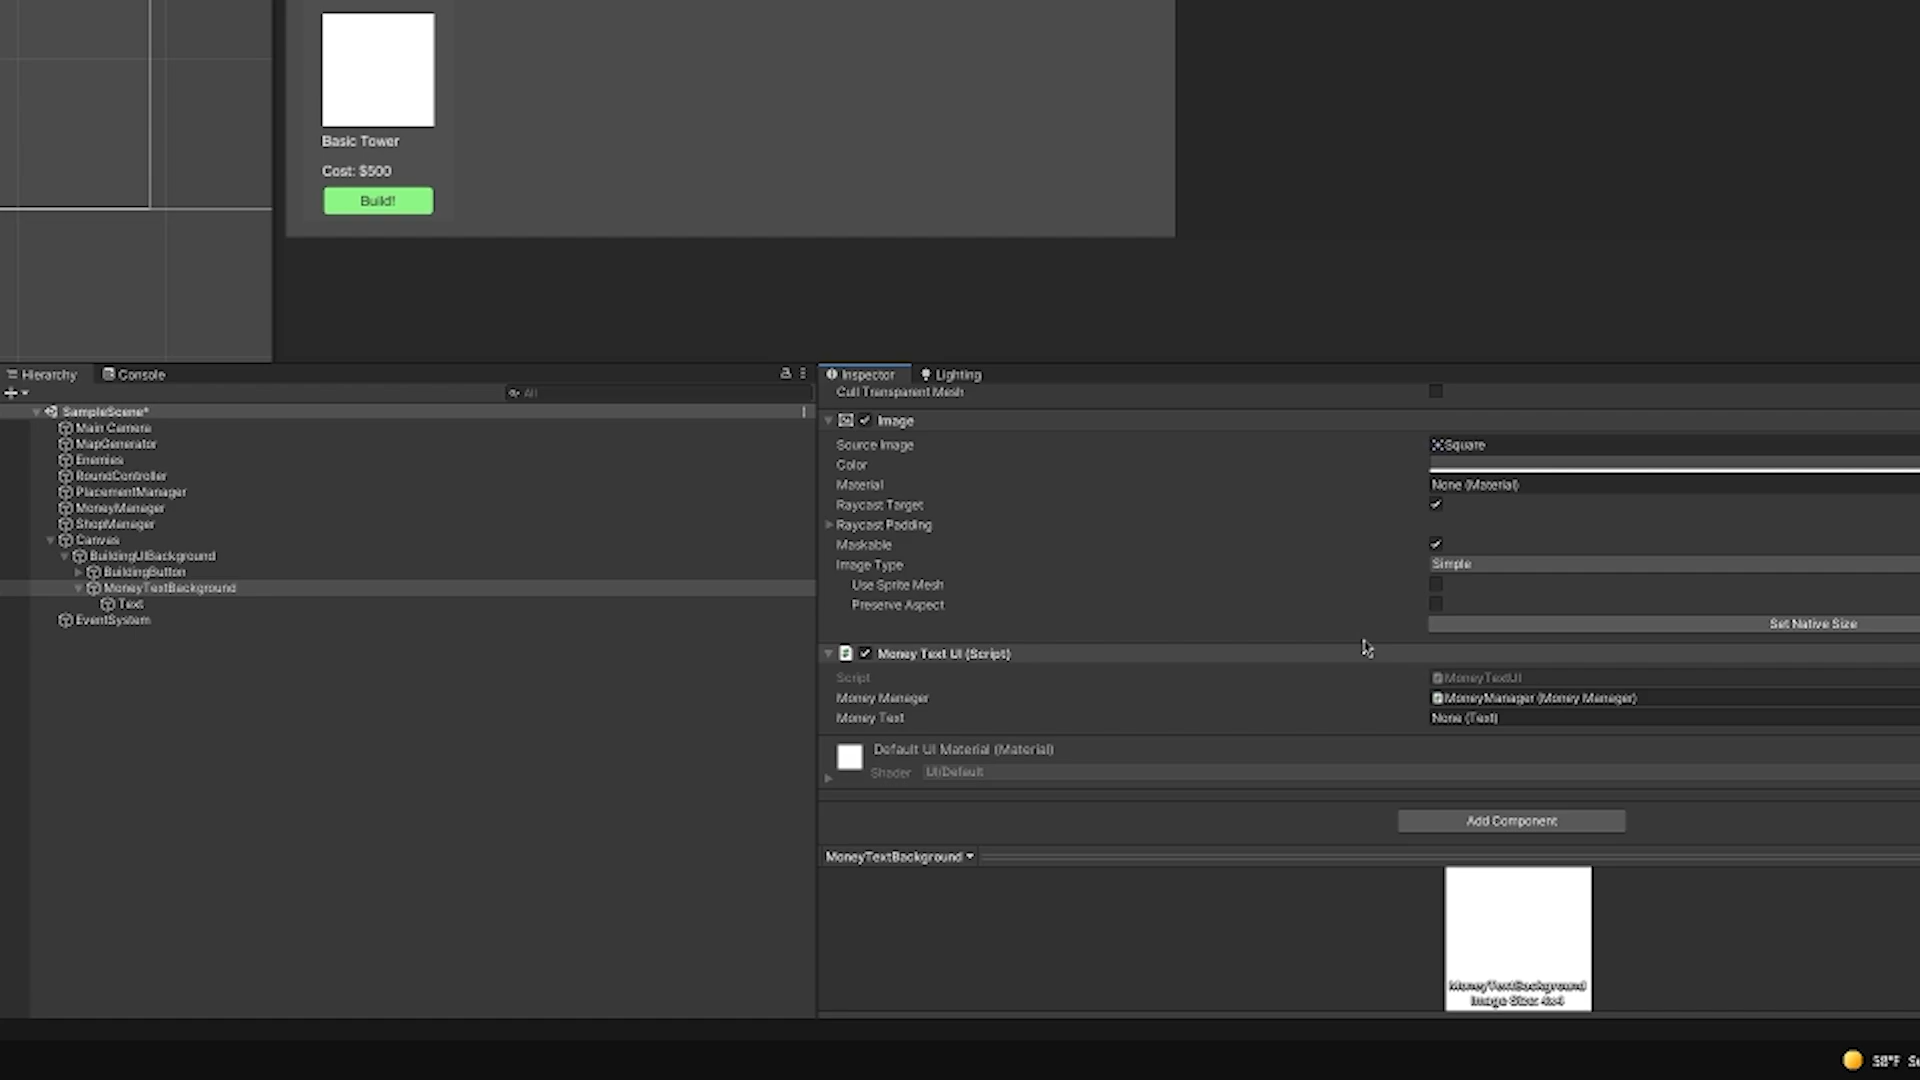 Basic Tower
Cost: $500
Build!
Hierarchy
Console
All
SampleScene*
Main Camera
MapGenerator
Enemies
RoundController
PlacementManager
MoneyManager
ShopManager
Canvas
BuildingUIBackground
BuildingButton
MoneyTextBackground
Text
EventSystem
Inspector
Lighting
Cull Transparent Mesh
Image
Source Image
Square
Color
Material
None (Material)
Raycast Target
Raycast Padding
Maskable
Image Type
Simple
Use Sprite Mesh
Preserve Aspect
Set Native Size
Money Text UI (Script)
Script
MoneyTextUI
Money Manager
MoneyManager (Money Manager)
Money Text
None (Text)
Default UI Material (Material)
Shader
UI/Default
Add Component
MoneyTextBackground
MoneyTextBackground
Image Size: 4x4
58°F